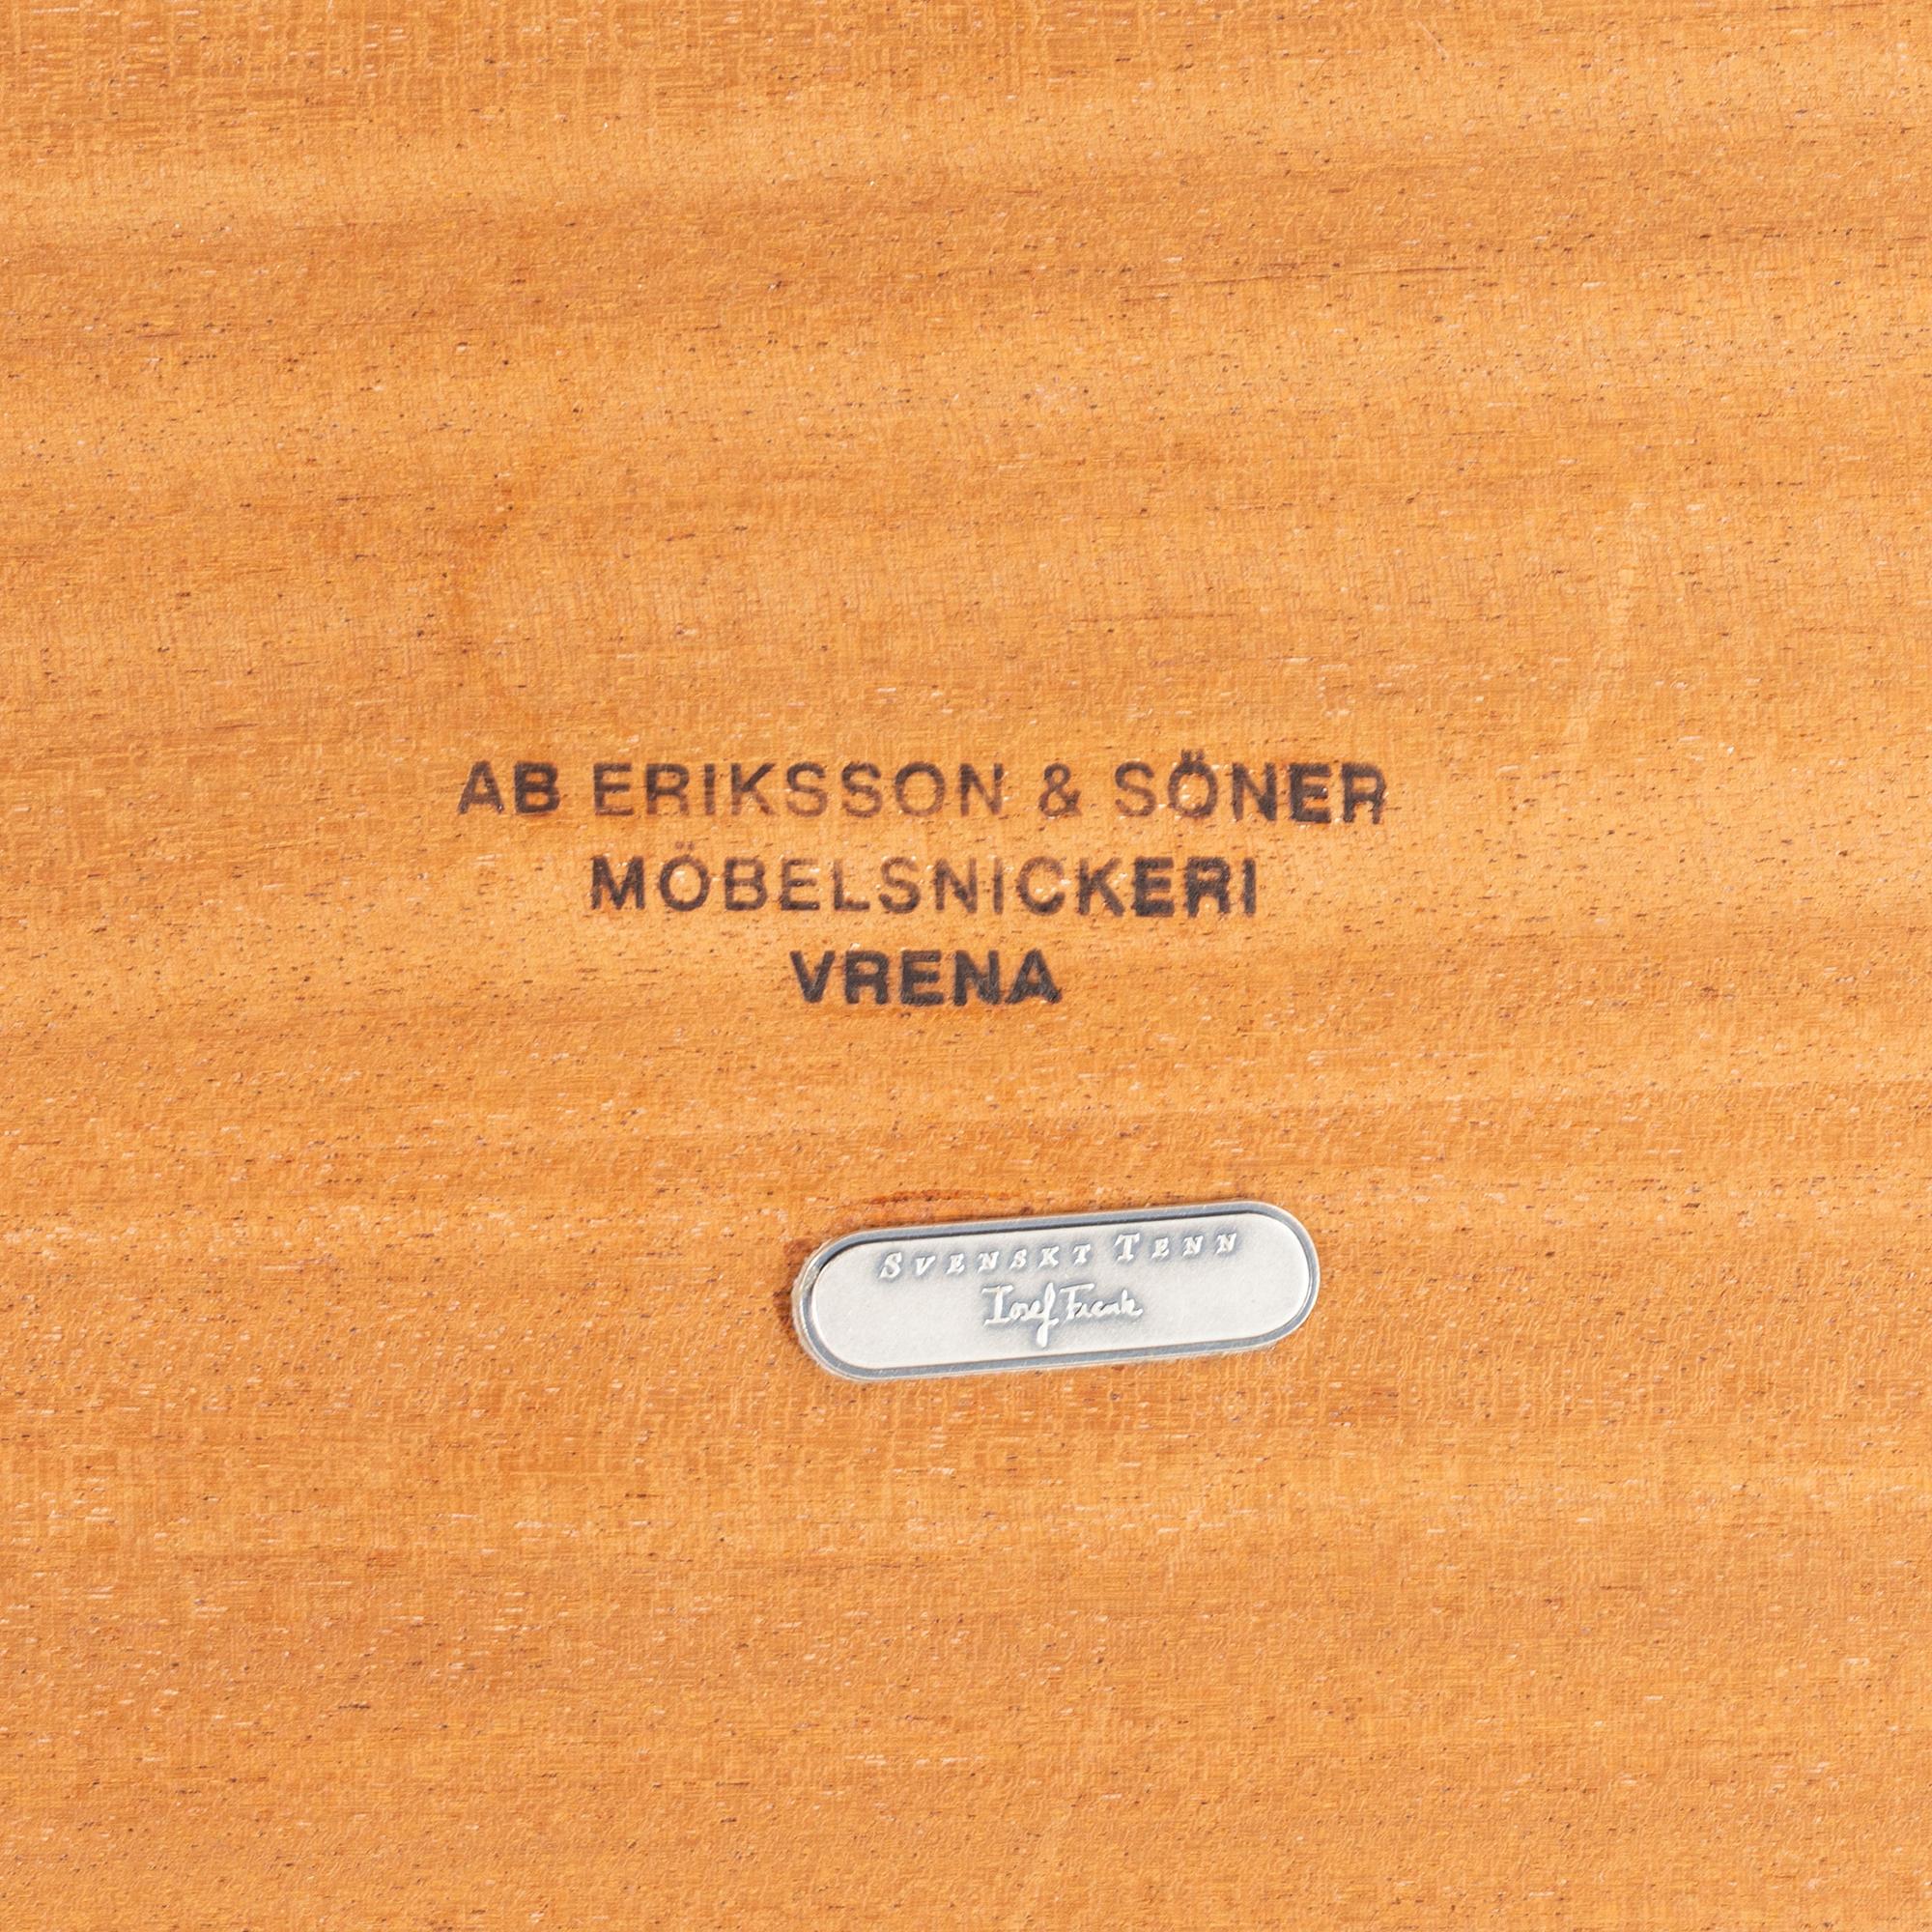 AB ERIKSSON & SÖNER
MÖBELSNICKERI
VRENA
SVENSKT TENN
Josef Frank